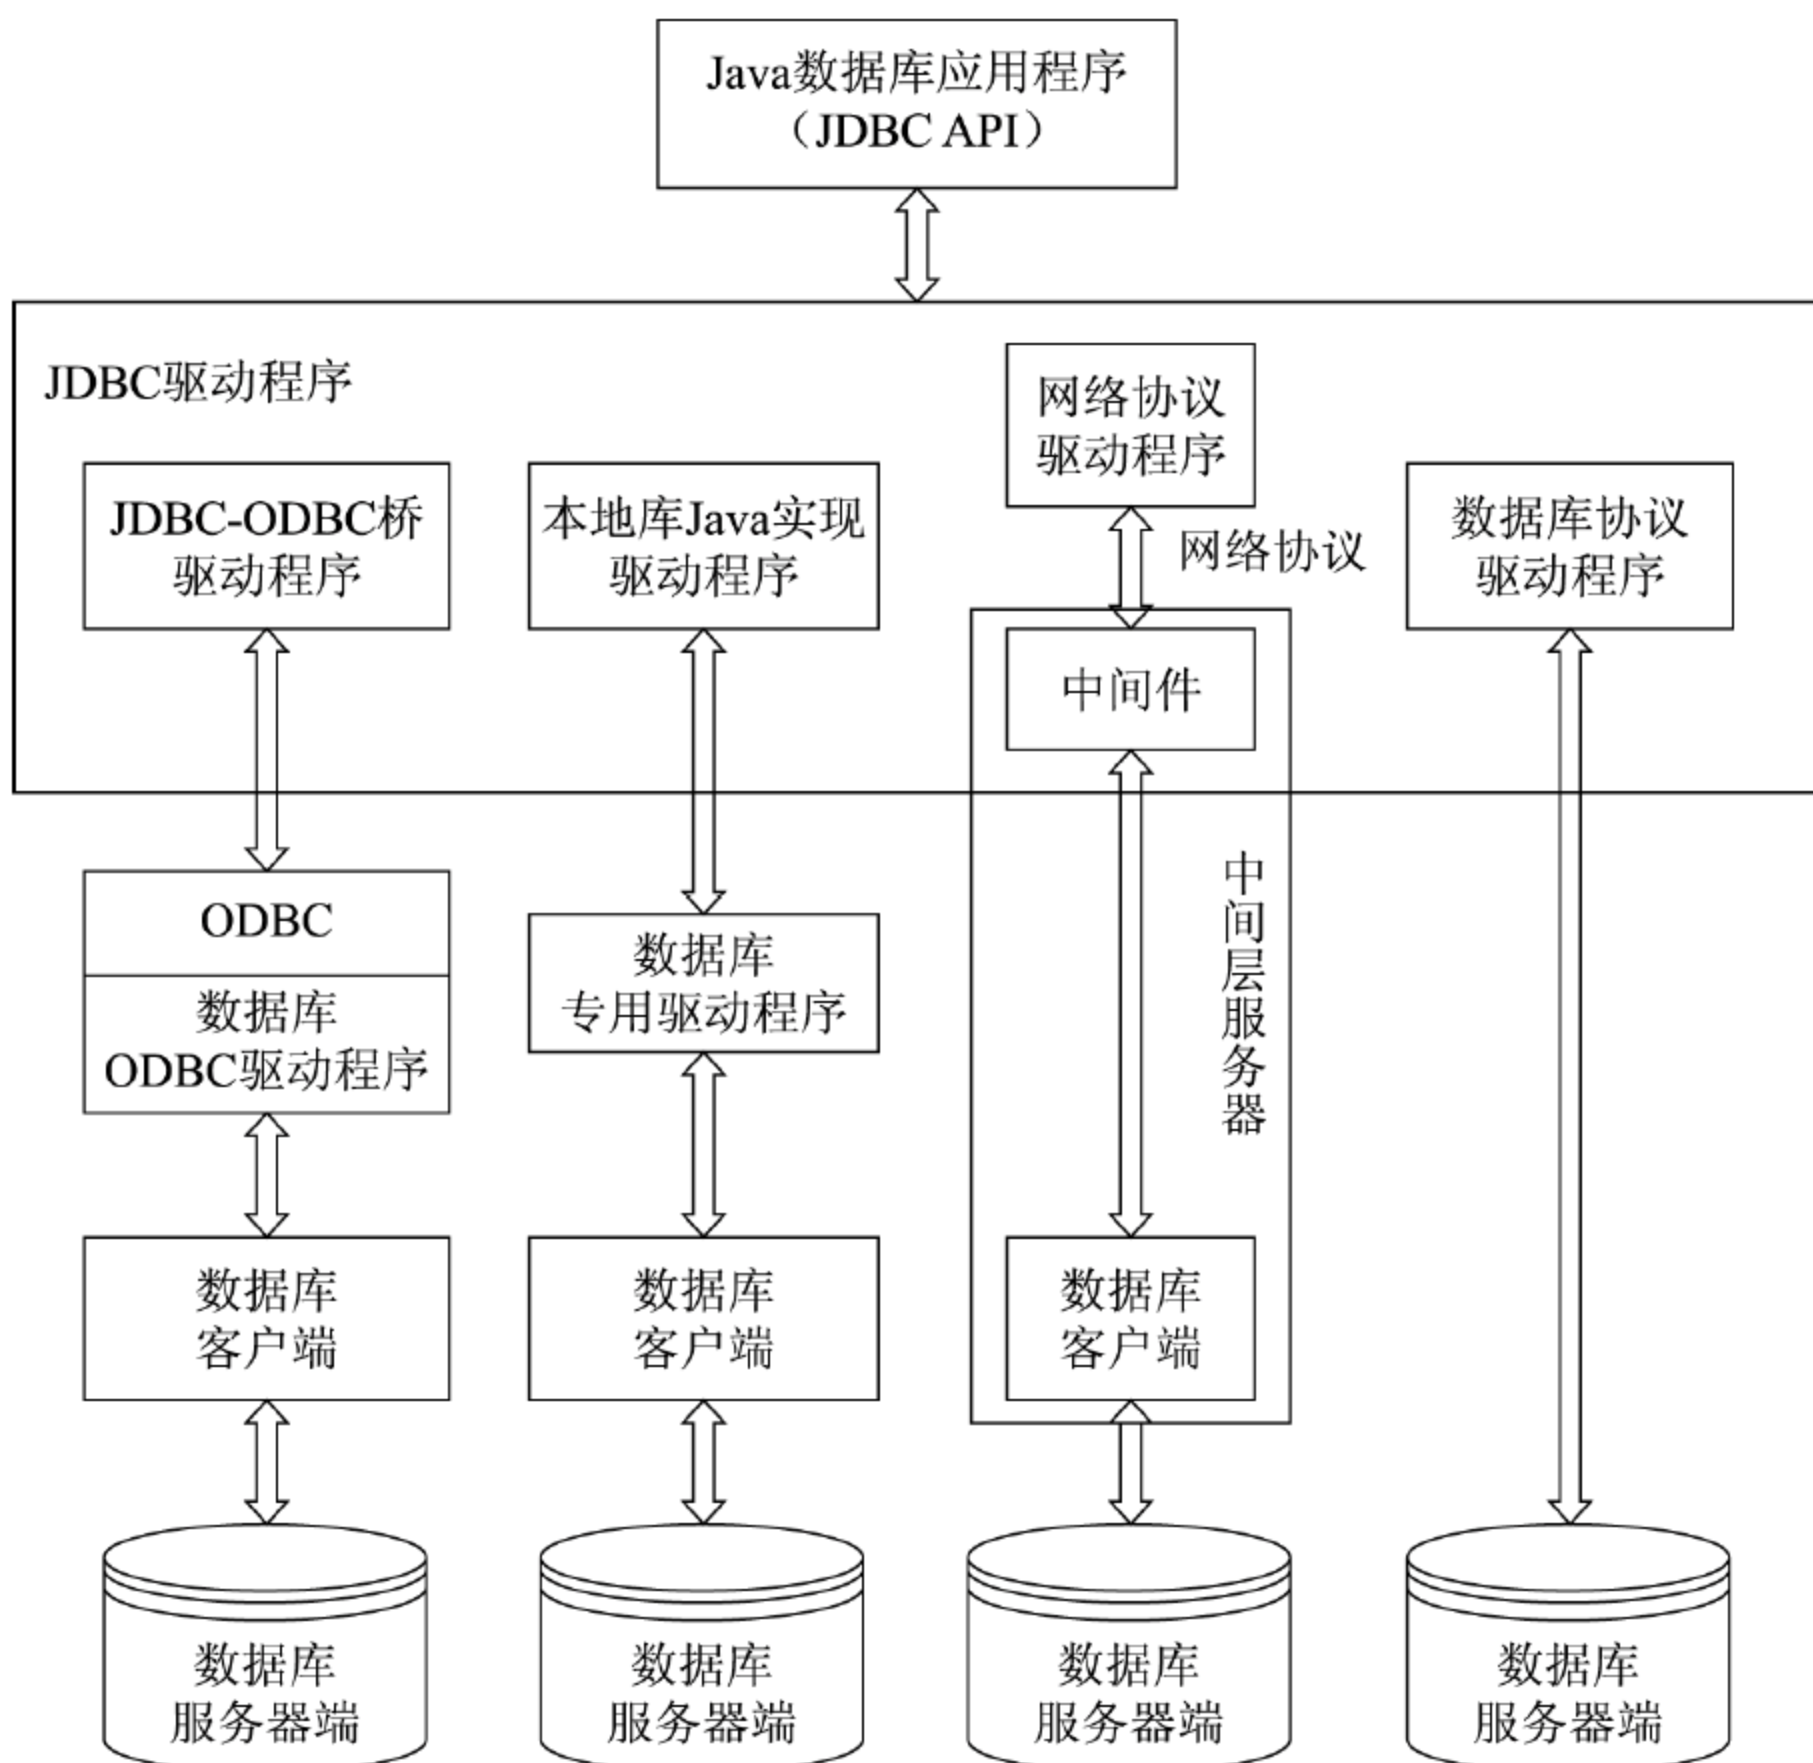 Java数据库应用程序
（JDBC API）
JDBC驱动程序
JDBC-ODBC桥
驱动程序
本地库Java实现
驱动程序
网络协议
驱动程序
网络协议
数据库协议
驱动程序
中间件
ODBC
数据库
ODBC驱动程序
数据库
专用驱动程序
中间层服务器
数据库
客户端
数据库
客户端
数据库
客户端
数据库
服务器端
数据库
服务器端
数据库
服务器端
数据库
服务器端